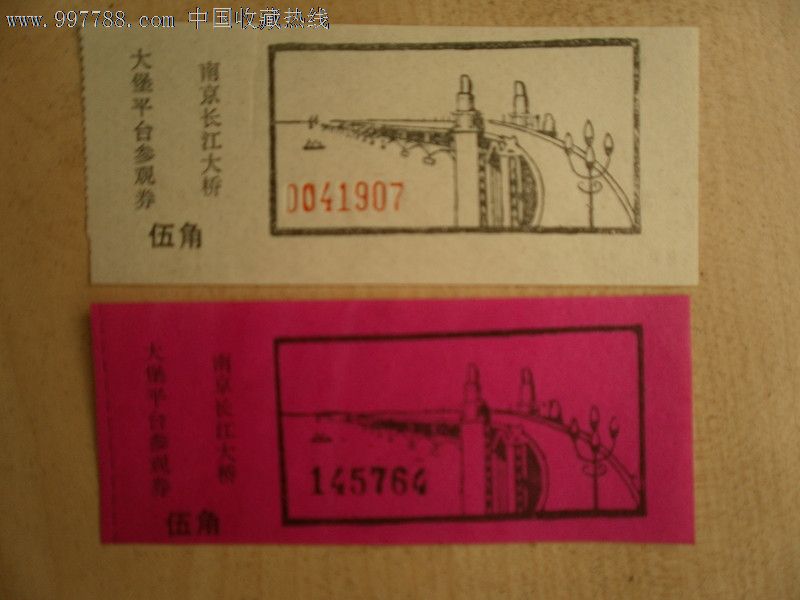 www.997788.com 中国收藏热线
南京长江大桥
大堡平台参观券
伍角
0041907
南京长江大桥
大堡平台参观券
伍角
145764